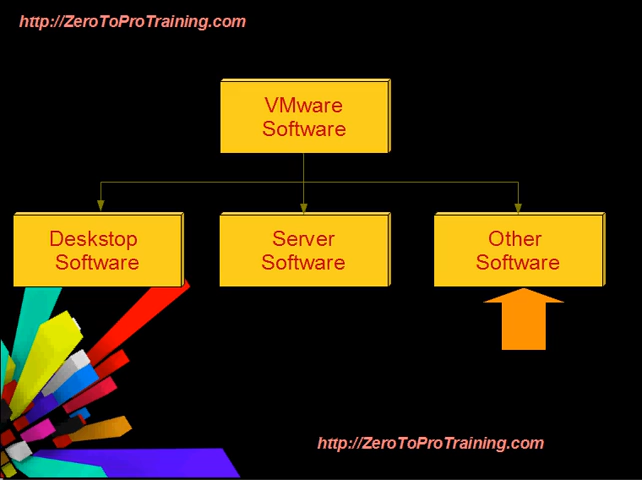 http://ZeroToProTraining.com
VMware
Software
Deskstop
Software
Server
Software
Other
Software
http://ZeroToProTraining.com